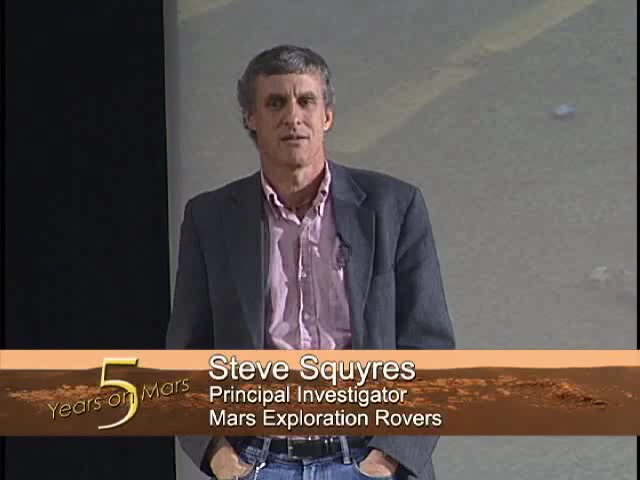 5
Years on Mars
Steve Squyres
Principal Investigator
Mars Exploration Rovers